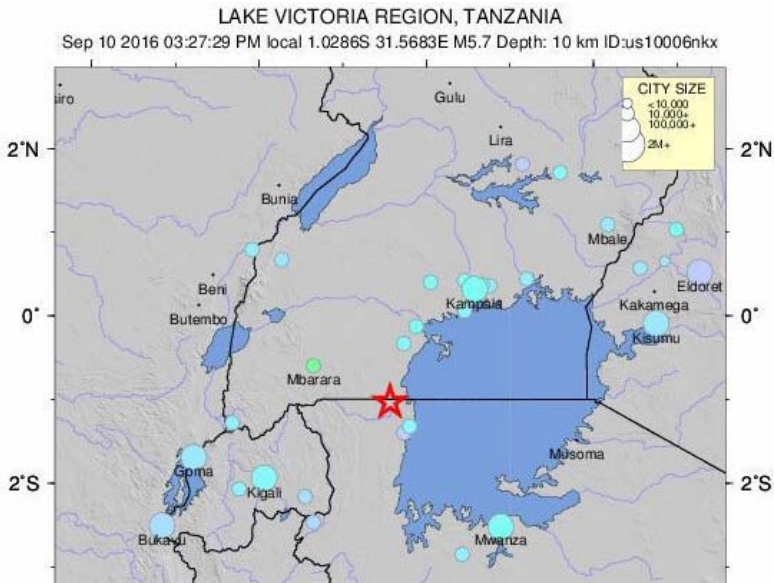 LAKE VICTORIA REGION, TANZANIA
Sep 10 2016 03:27:29 PM local 1.0286S 31.5683E M5.7 Depth: 10 km ID:us10006nkx
CITY SIZE
<10,000
10,000+
100,000+
2M+
siro
Gulu
Lira
2°N
2°N
Bunia
Mbale
Beni
Eldoret
Kampala
Kakamega
0°
0°
Butembo
Kisumu
Mbarara
Musoma
Goma
2°S
Kigali
2°S
Bukavu
Mwanza